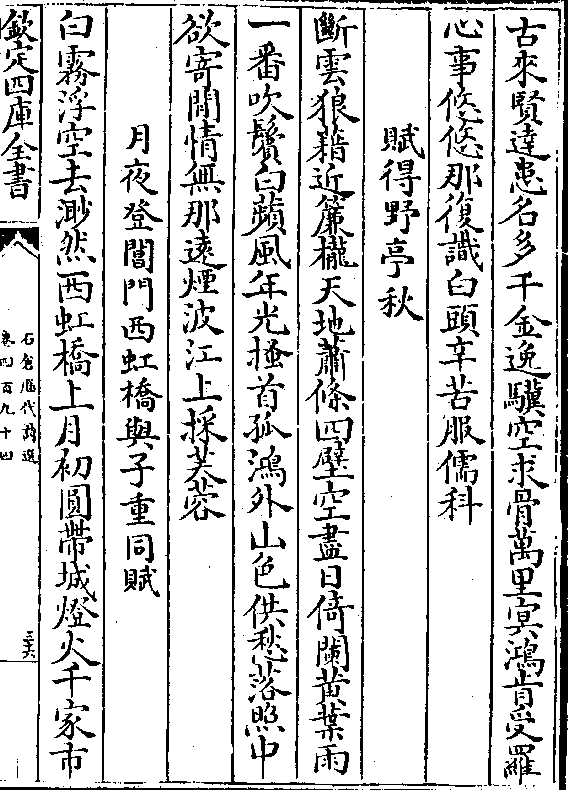 古來賢達患名多千金逸驥空求骨萬里㝠鴻肯受羅
心事悠悠那復識白頭辛苦服儒科
賦得野亭秋
斷雲狼藉近簾櫳天地蕭條四壁空盡日倚闌黄葉雨
一番吹鬢白蘋風年光搔首孤鴻外山色供愁落照中
欲寄閒情無那遠煙波江上採芙蓉
月夜登閶門西虹橋與子重同賦
白霧浮空去渺然西虹橋上月初圓帶城燈火千家市
欽定四庫全書
石倉歴代詩選
卷四百九十四
三六